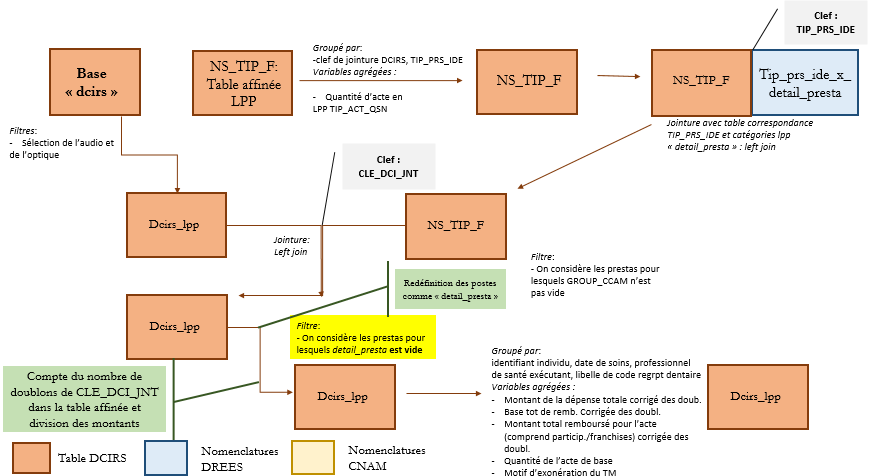 Clef :
TIP_PRS_IDE
Base
« dcirs »
NS_TIP_F:
Table affinée
LPP
Groupé par:
-clef de jointure DCIRS, TIP_PRS_IDE
Variables agrégées :
- Quantité d'acte en
LPP TIP_ACT_QSN
NS_TIP_F
NS_TIP_F
Tip_prs_ide_x_
detail_presta
Jointure avec table correspondance
TIP_PRS_IDE et catégories lpp
« detail_presta » : left join
Filtres:
- Sélection de l'audio et
de l'optique
Clef :
CLE_DCI_JNT
Dcirs_lpp
NS_TIP_F
Jointure:
Left join
Filtre:
- On considère les prestas pour
lesquels GROUP_CCAM n'est
pas vide
Redéfinition des postes
comme « detail_presta »
Dcirs_lpp
Filtre:
- On considère les prestas pour
lesquels detail_presta est vide
Compte du nombre de
doublons de CLE_DCI_JNT
dans la table affinée et
division des montants
Dcirs_lpp
Groupé par:
identifiant individu, date de soins, professionnel
de santé exécutant, libelle de code regrpt dentaire
Variables agrégées :
- Montant de la dépense totale corrigé des doub.
- Base tot de remb. Corrigée des doubl.
- Montant total remboursé pour l'acte
(comprend particip./franchises) corrigée des
doubl.
- Quantité de l'acte de base
- Motif d'exonération du TM
Dcirs_lpp
Table DCIRS
Nomenclatures
DREES
Nomenclatures
CNAM